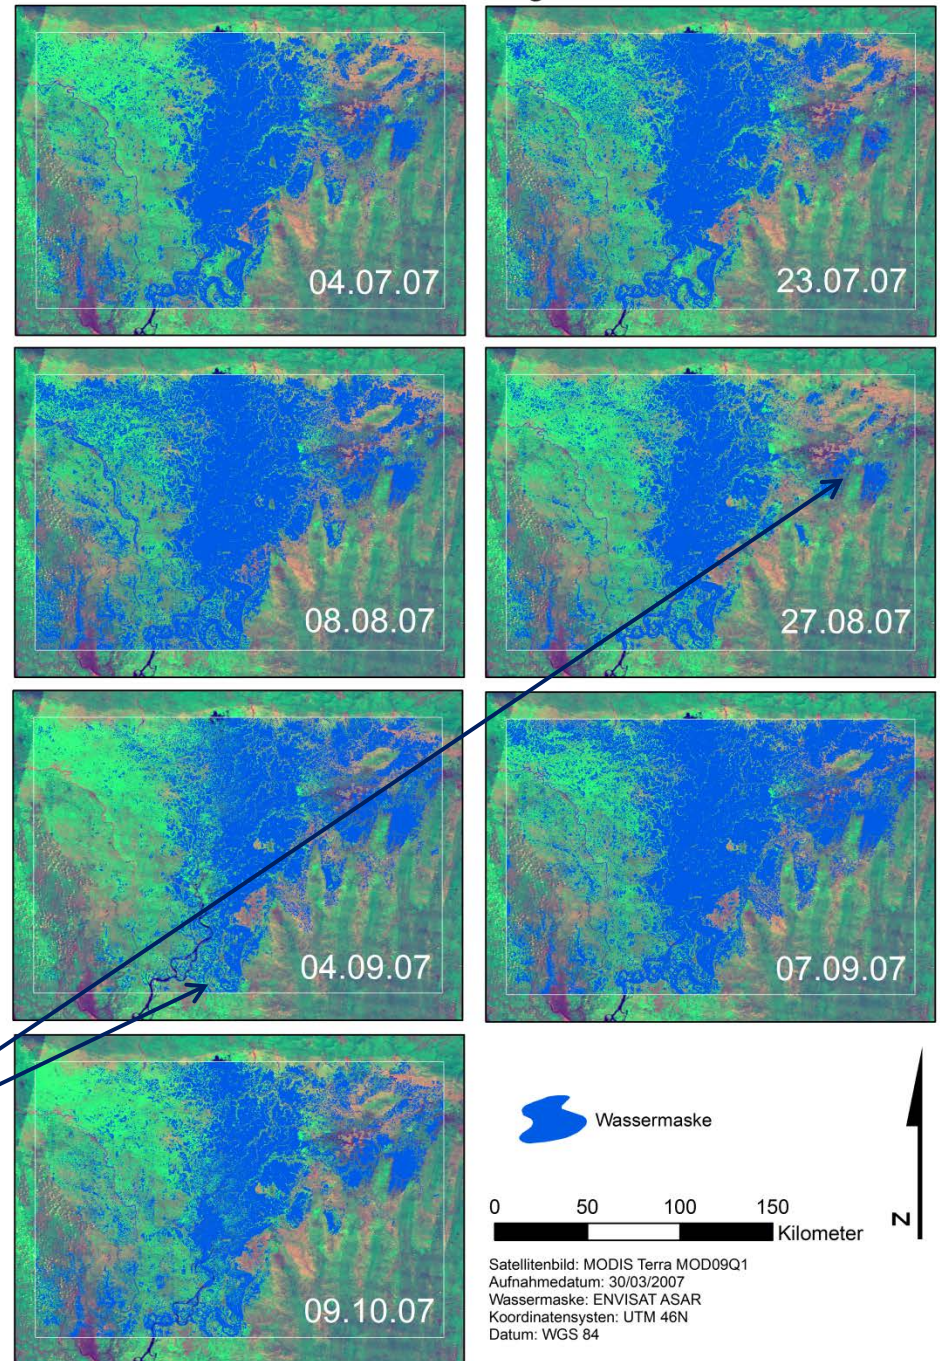 04.07.07
23.07.07
08.08.07
27.08.07
04.09.07
07.09.07
09.10.07
Wassermaske
0 50 100 150
Kilometer
N
Satellitenbild: MODIS Terra MOD09Q1
Aufnahmedatum: 30/03/2007
Wassermaske: ENVISAT ASAR
Koordinatensysten: UTM 46N
Datum: WGS 84